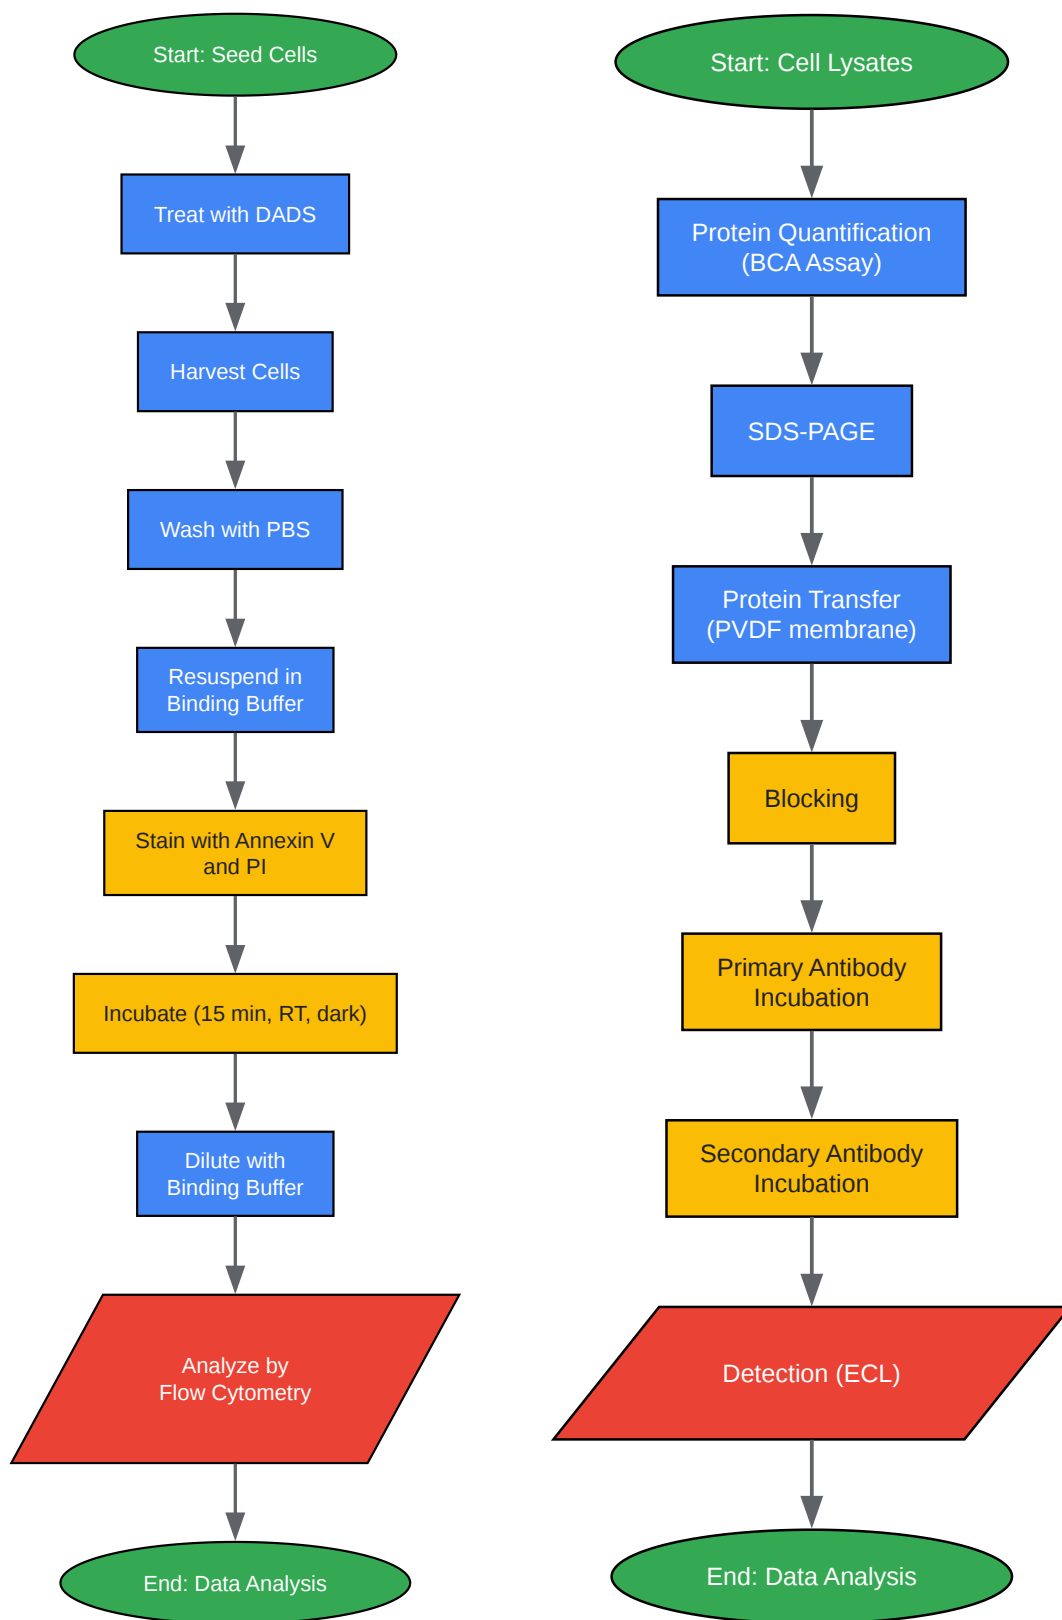 Start: Seed Cells
Treat with DADS
Harvest Cells
Wash with PBS
Resuspend in
Binding Buffer
Stain with Annexin V
and PI
Incubate (15 min, RT, dark)
Dilute with
Binding Buffer
Analyze by
Flow Cytometry
End: Data Analysis
Start: Cell Lysates
Protein Quantification
(BCA Assay)
SDS-PAGE
Protein Transfer
(PVDF membrane)
Blocking
Primary Antibody
Incubation
Secondary Antibody
Incubation
Detection (ECL)
End: Data Analysis